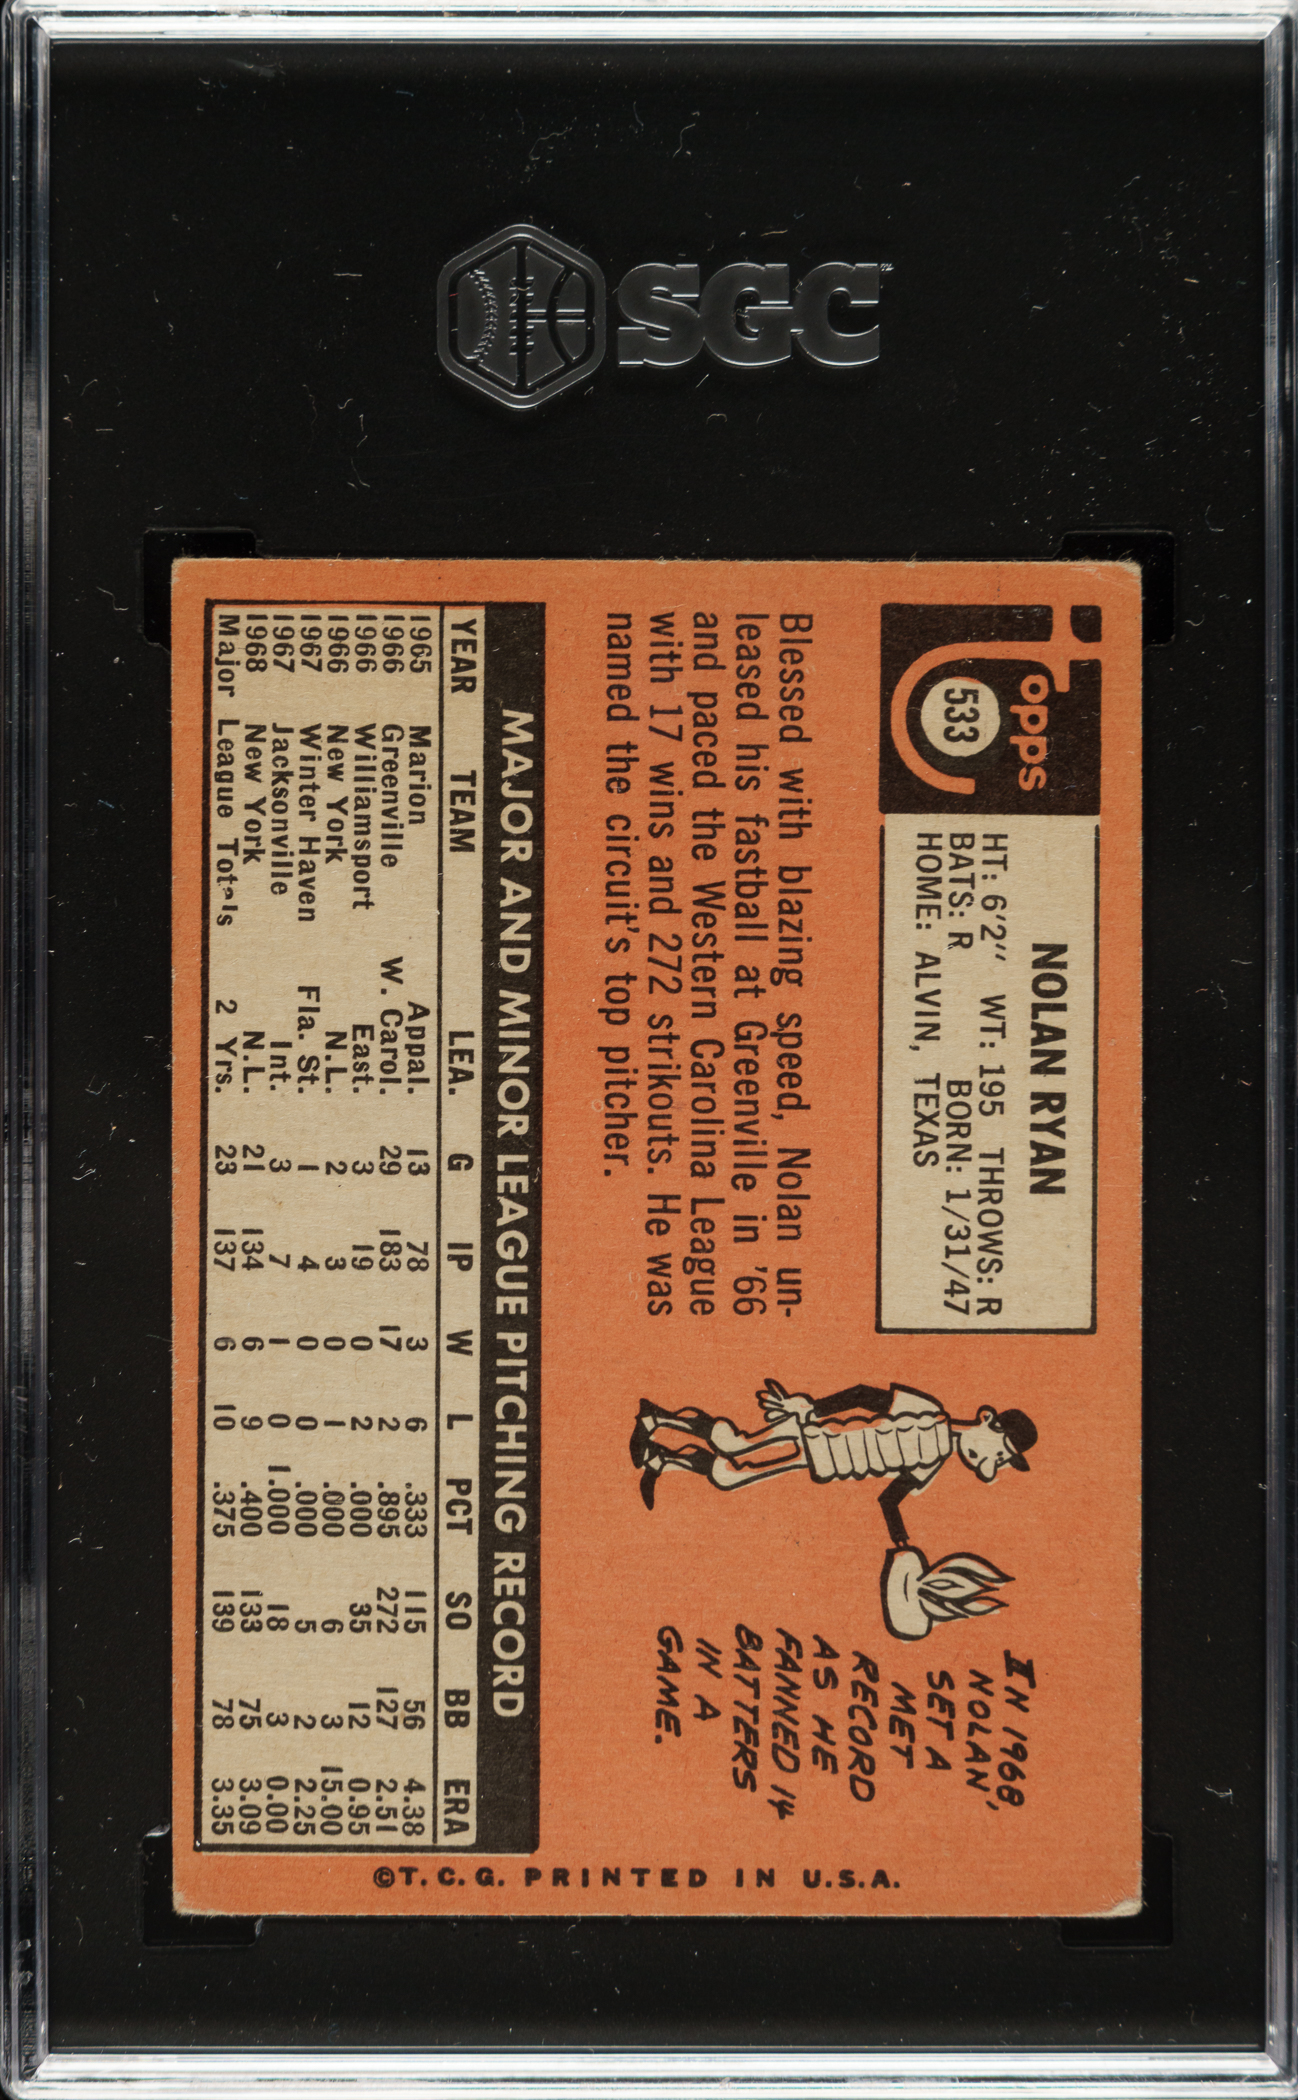 SGC
Topps
533
NOLAN RYAN
HT: 6'2" WT: 195 THROWS: R
BATS: R BORN: 1/31/47
HOME: ALVIN, TEXAS
Blessed with blazing speed, Nolan un-
leased his fastball at Greenville in '66
and paced the Western Carolina League
with 17 wins and 272 strikouts. He was
named the circuit's top pitcher.
IN 1968,
NOLAN
SET A
MET
RECORD
AS HE
FANNED 14
BATTERS
IN A
GAME.
MAJOR AND MINOR LEAGUE PITCHING RECORD
YEAR TEAM LEA. G IP W L PCT SO BB ERA
1965 Marion Appal. 13 78 3 6 .333 115 56 4.38
1966 Greenville W. Carol. 29 183 17 2 .895 272 127 2.51
1966 Williamsport East. 3 19 0 2 .000 35 12 0.95
1966 New York N.L. 2 3 0 1 .000 6 3 15.00
1967 Winter Haven Fla. St. 1 4 0 0 .000 5 2 2.25
1967 Jacksonville Int. 3 7 1 0 1.000 18 3 0.00
1968 New York N.L. 21 134 6 9 .400 133 75 3.09
Major League Totals 2 Yrs. 23 137 6 10 .375 139 78 3.35
©T.C.G. PRINTED IN U.S.A.